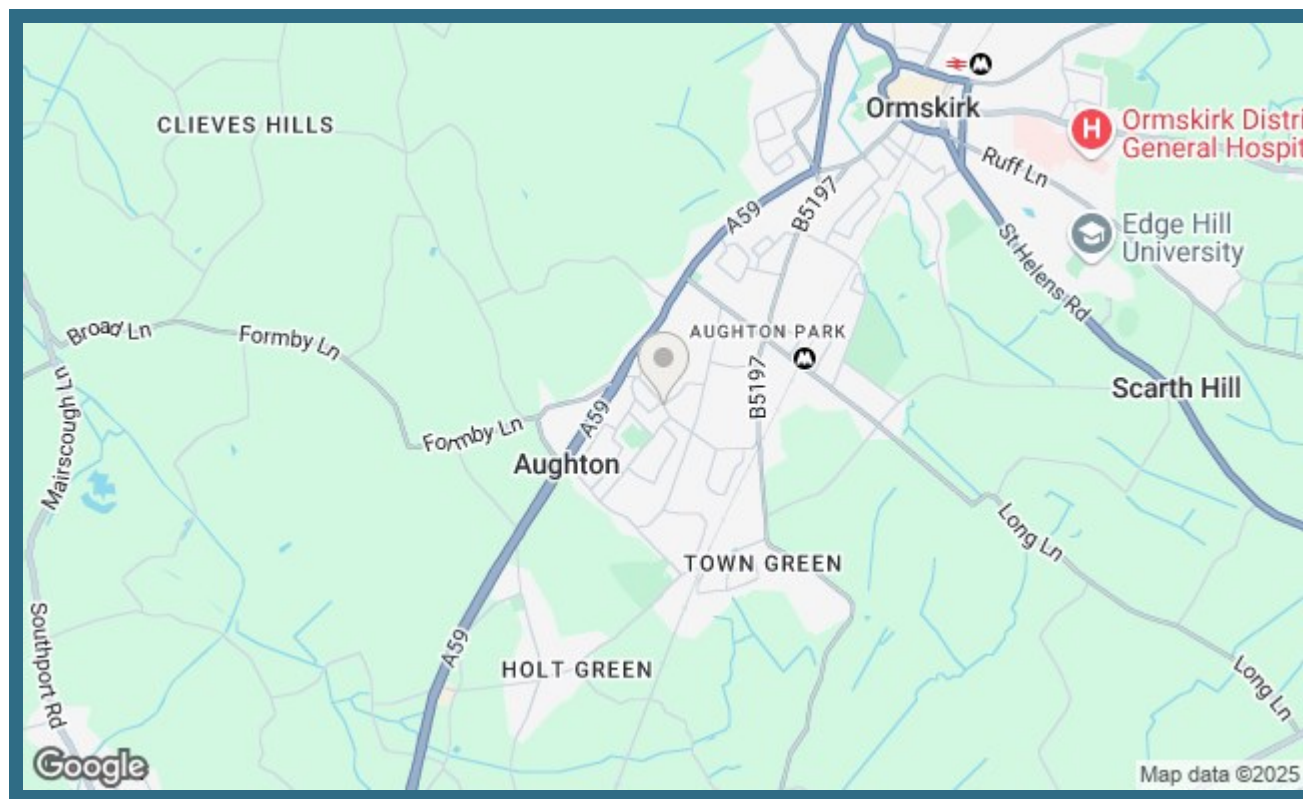 CLIEVES HILLS
Ormskirk
H
Ormskirk Distri
General Hospit
Ruff Ln
A59
B5197
Edge Hill
University
St Helens Rd
Broad Ln
Formby Ln
AUGHTON PARK
B5197
Scarth Hill
Mairscough Ln
Formby Ln
A59
Aughton
Long Ln
TOWN GREEN
Southport Rd
A59
HOLT GREEN
Long Ln
Google
Map data ©2025